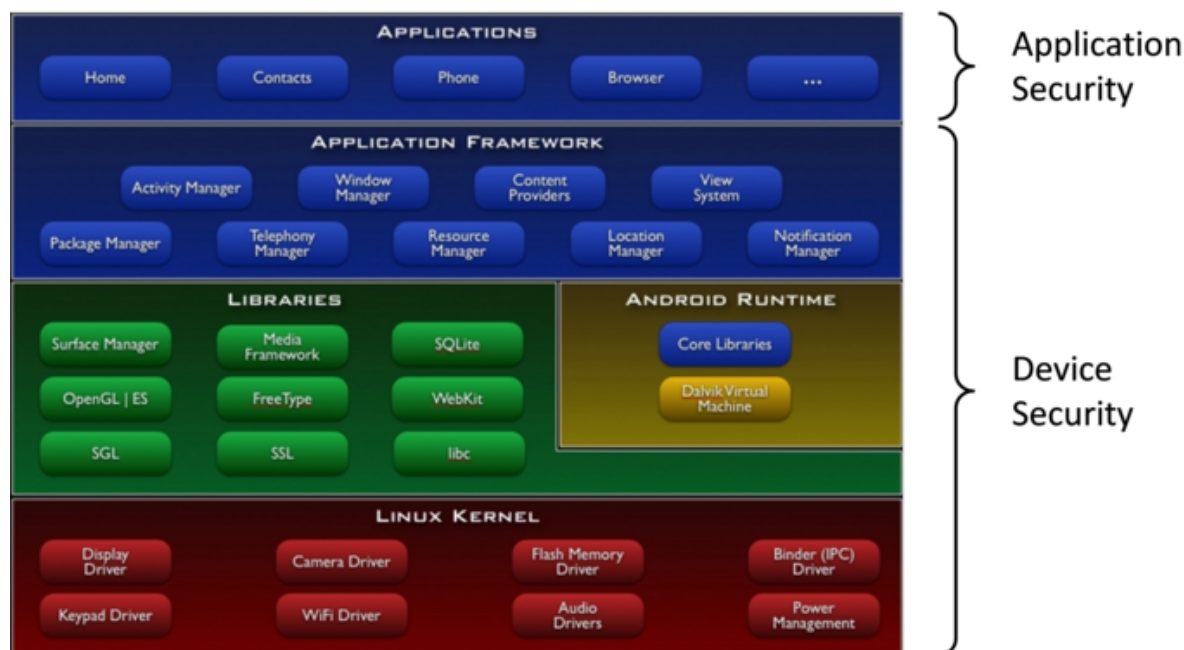 APPLICATIONS
Home
Contacts
Phone
Browser
...
Application
Security
APPLICATION FRAMEWORK
Activity Manager
Window
Manager
Content
Providers
View
System
Package Manager
Telephony
Manager
Resource
Manager
Location
Manager
Notification
Manager
LIBRARIES
Surface Manager
Media
Framework
SQLite
OpenGL | ES
FreeType
WebKit
SGL
SSL
libc
ANDROID RUNTIME
Core Libraries
Dalvik Virtual
Machine
Device
Security
LINUX KERNEL
Display
Driver
Camera Driver
Flash Memory
Driver
Binder (IPC)
Driver
Keypad Driver
WiFi Driver
Audio
Drivers
Power
Management